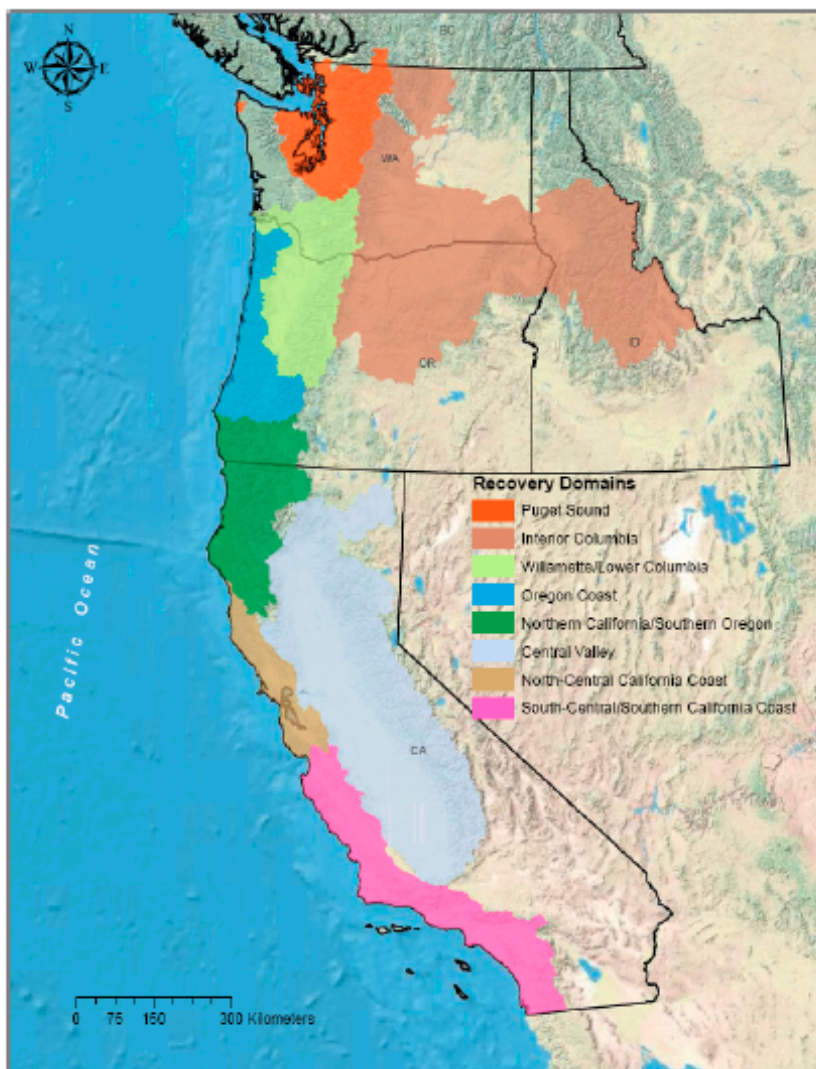 N
W E
S
BC
WA
OR
ID
Recovery Domains
Puget Sound
Interior Columbia
Willamette/Lower Columbia
Oregon Coast
Northern California/Southern Oregon
Central Valley
North-Central California Coast
South-Central/Southern California Coast
Pacific Ocean
CA
0 75 150 300 Kilometers